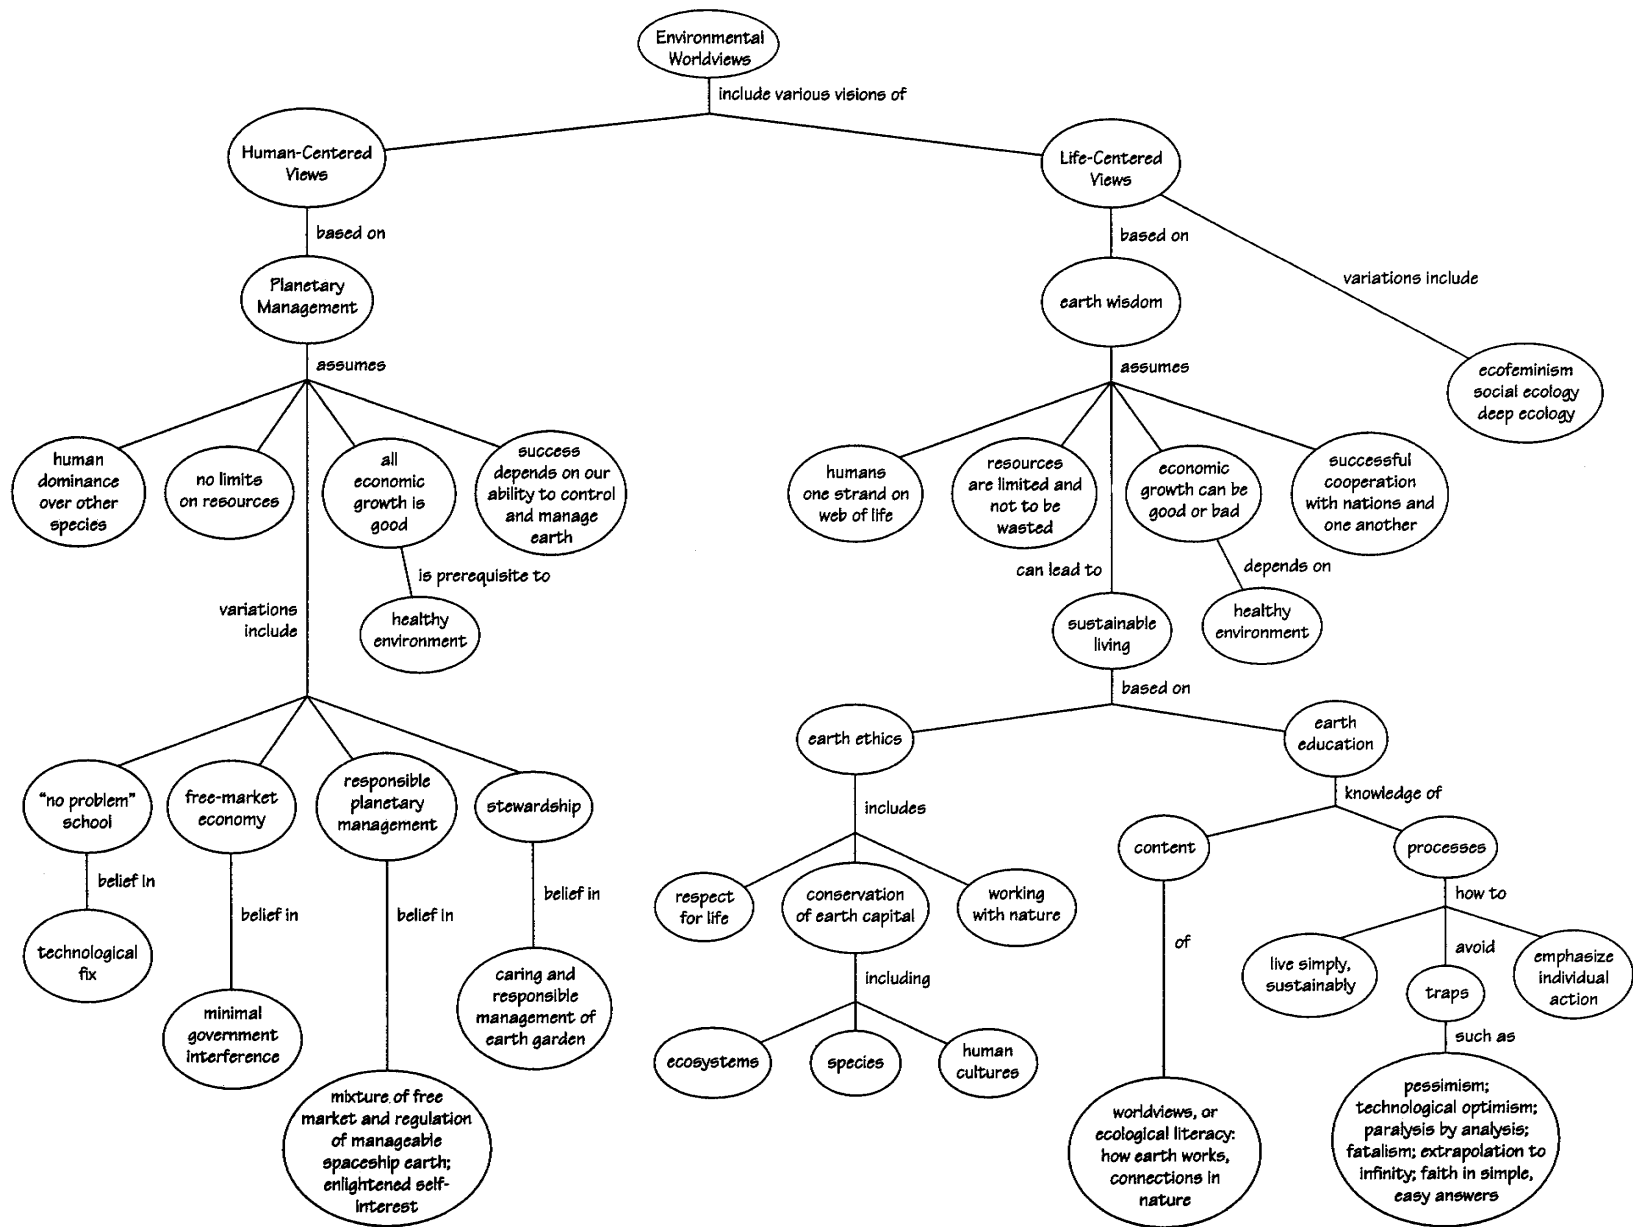 Environmental
Worldviews
include various visions of
Human-Centered
Views
Life-Centered
Views
based on
based on
Planetary
Management
earth wisdom
variations include
ecofeminism
social ecology
deep ecology
assumes
assumes
human
dominance
over other
species
no limits
on resources
all
economic
growth is
good
success
depends on our
ability to control
and manage
earth
humans
one strand on
web of life
resources
are limited and
not to be
wasted
economic
growth can be
good or bad
successful
cooperation
with nations and
one another
is prerequisite to
healthy
environment
can lead to
depends on
healthy
environment
variations
include
sustainable
living
based on
earth ethics
earth
education
"no problem"
school
free-market
economy
responsible
planetary
management
stewardship
includes
knowledge of
content
processes
belief in
belief in
belief in
belief in
respect
for life
conservation
of earth capital
working
with nature
of
how to
technological
fix
minimal
government
interference
mixture of free
market and regulation
of manageable
spaceship earth;
enlightened self-
interest
caring and
responsible
management of
earth garden
including
ecosystems
species
human
cultures
live simply,
sustainably
avoid
traps
emphasize
individual
action
such as
worldviews, or
ecological literacy:
how earth works,
connections in
nature
pessimism;
technological optimism;
paralysis by analysis;
fatalism; extrapolation to
infinity; faith in simple,
easy answers